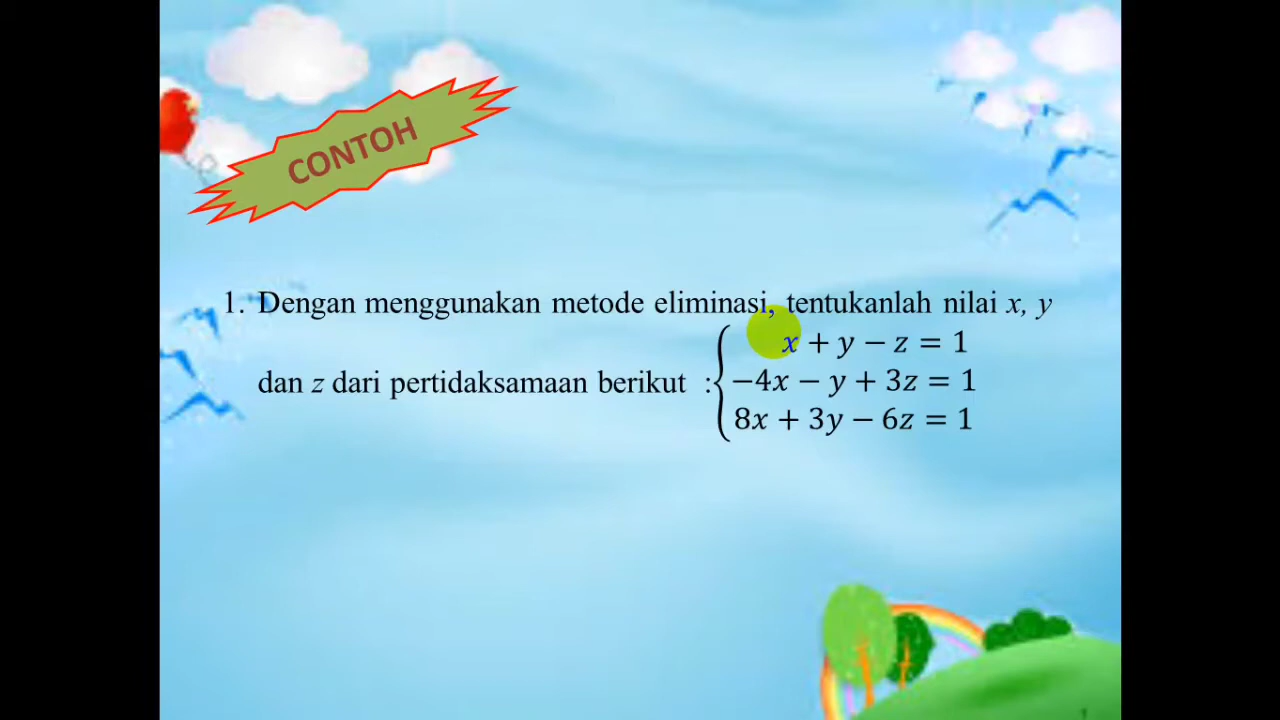 CONTOH
1. Dengan menggunakan metode eliminasi, tentukanlah nilai x, y
x + y − z = 1
dan z dari pertidaksamaan berikut : { −4x − y + 3z = 1
8x + 3y − 6z = 1